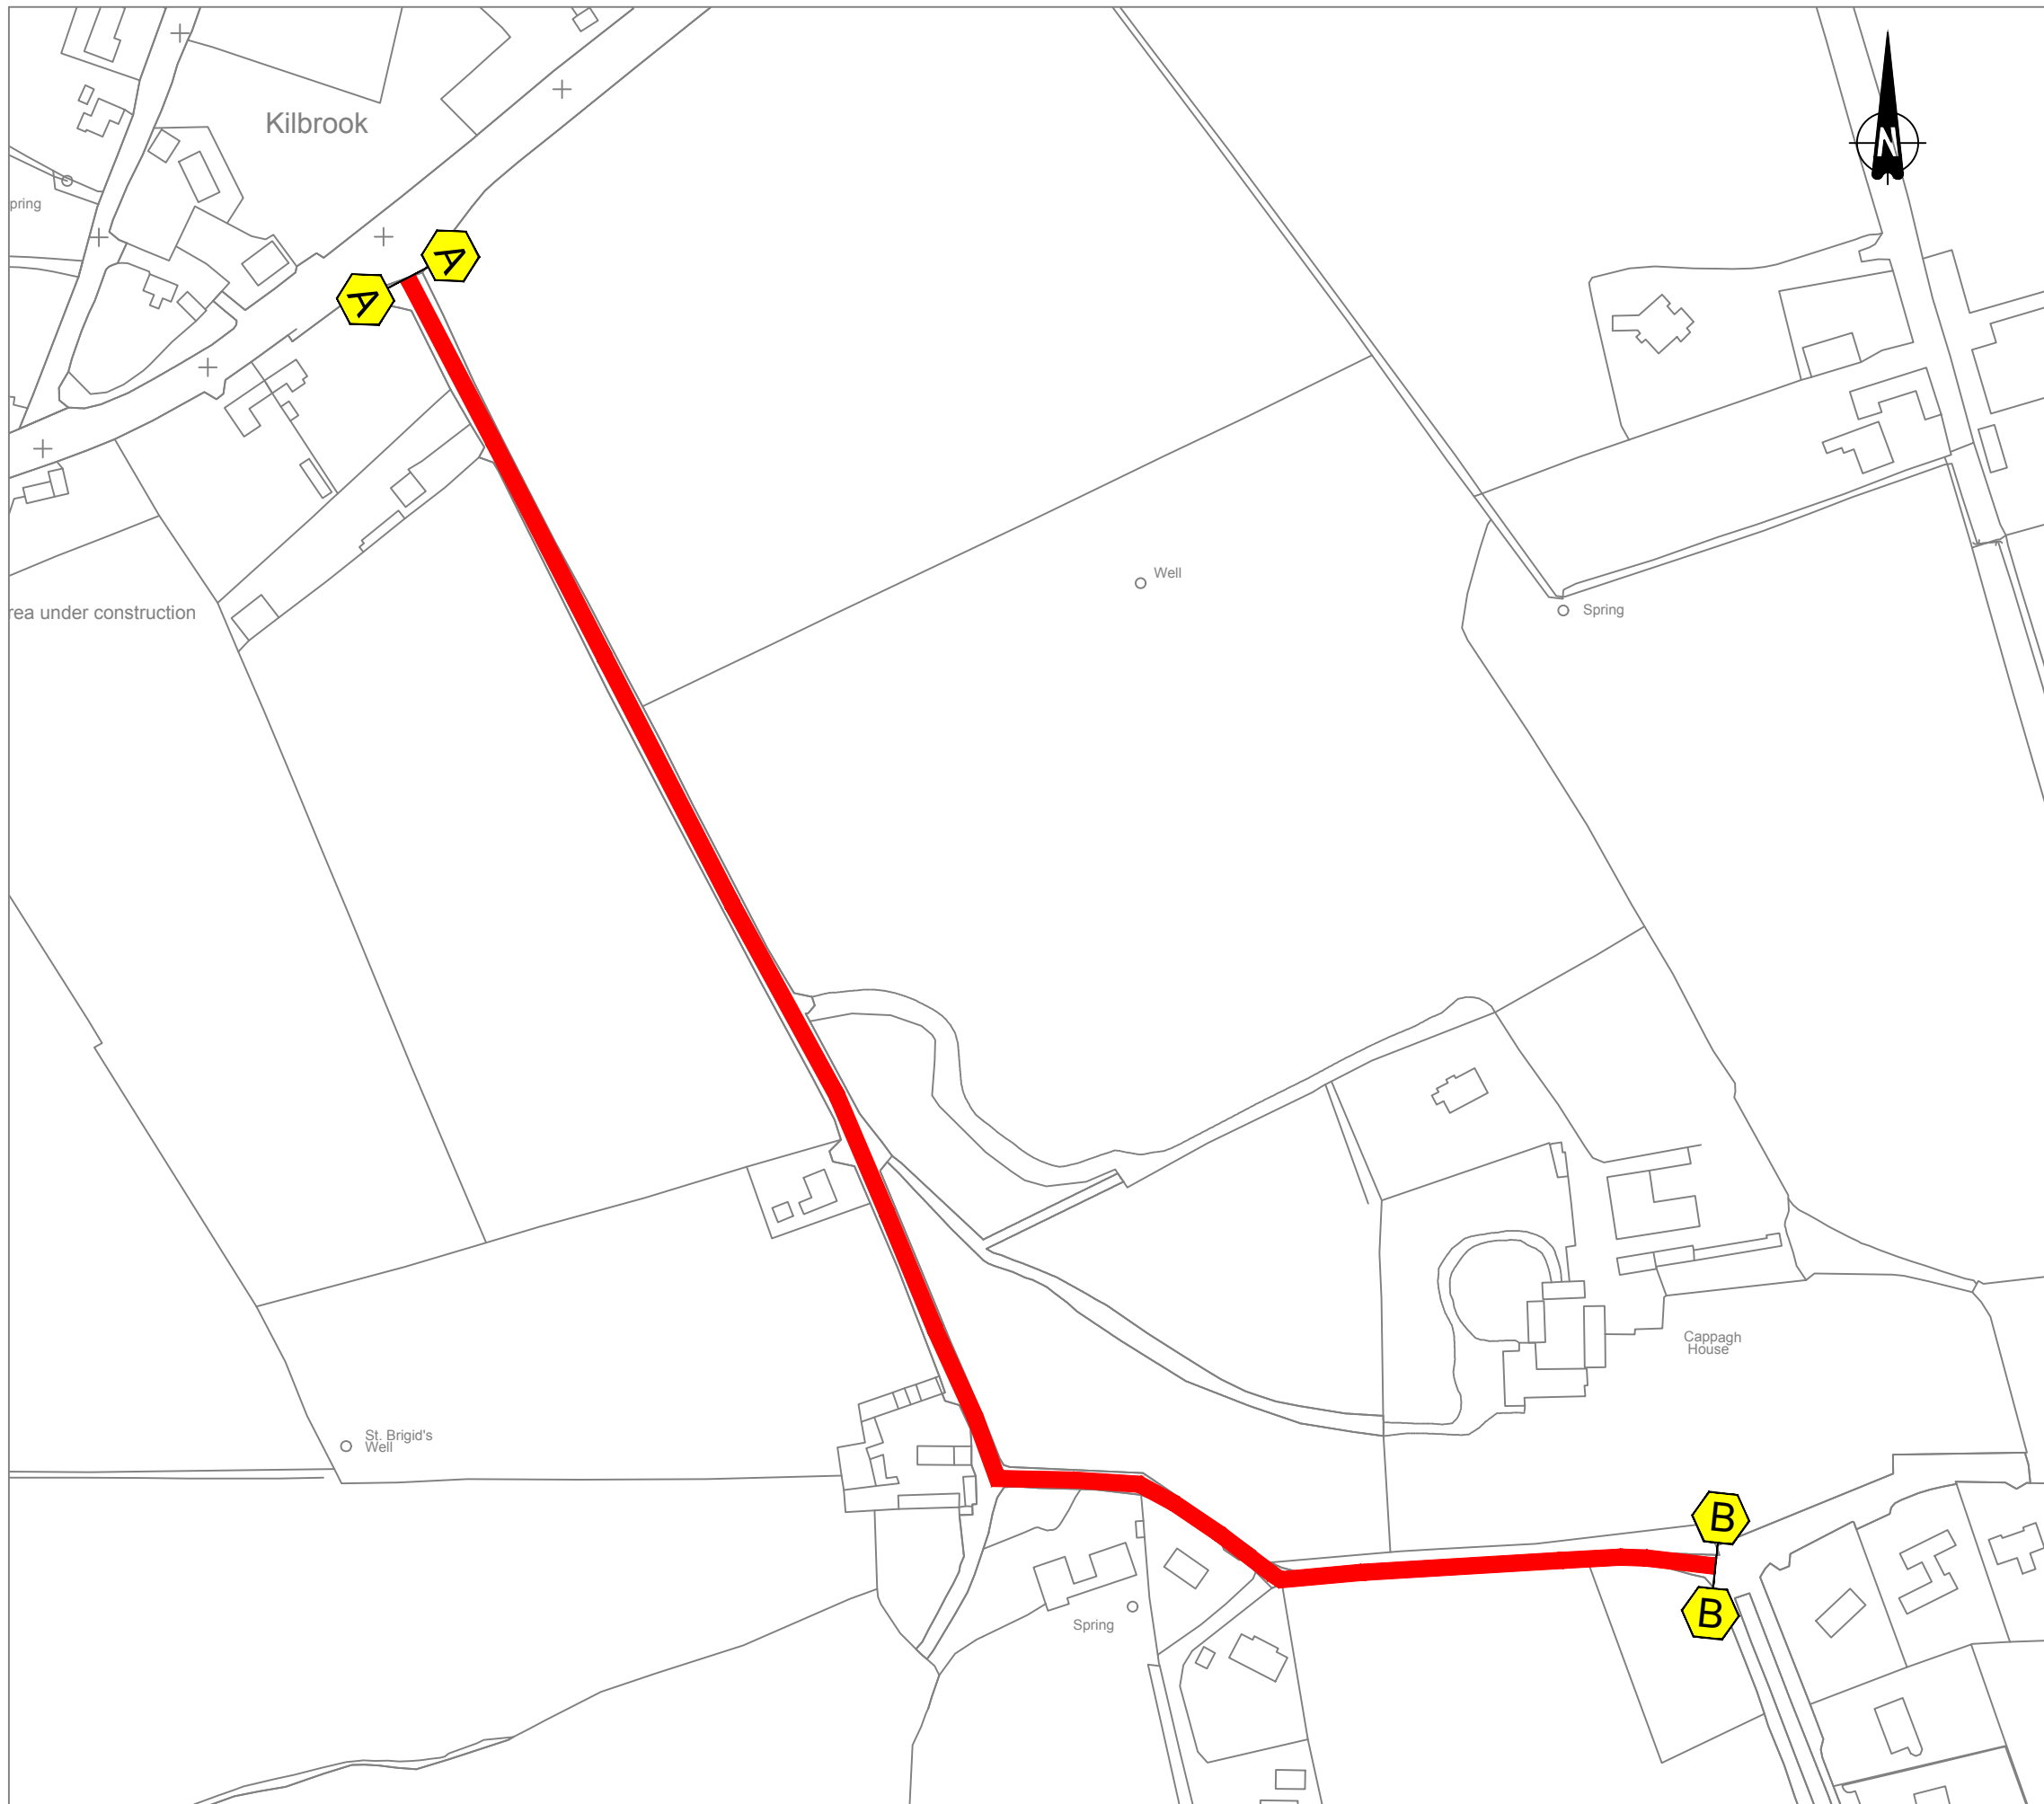 Kilbrook
N
pring
A
A
Well
Spring
rea under construction
Cappagh
House
St. Brigid's
Well
B
B
Spring